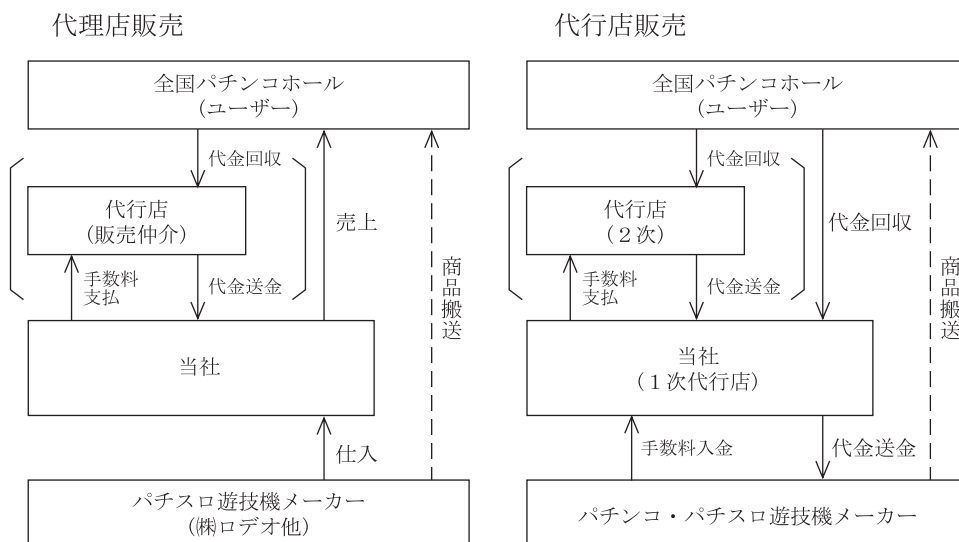 代理店販売
全国パチンコホール
(ユーザー)
代金回収
代行店
(販売仲介)
売上
手数料
支払
代金送金
商品搬送
当社
仕入
パチスロ遊技機メーカー
(㈱ロデオ他)
代行店販売
全国パチンコホール
(ユーザー)
代金回収
代行店
(2次)
代金回収
手数料
支払
代金送金
商品搬送
当社
(1次代行店)
手数料入金
代金送金
パチンコ・パチスロ遊技機メーカー